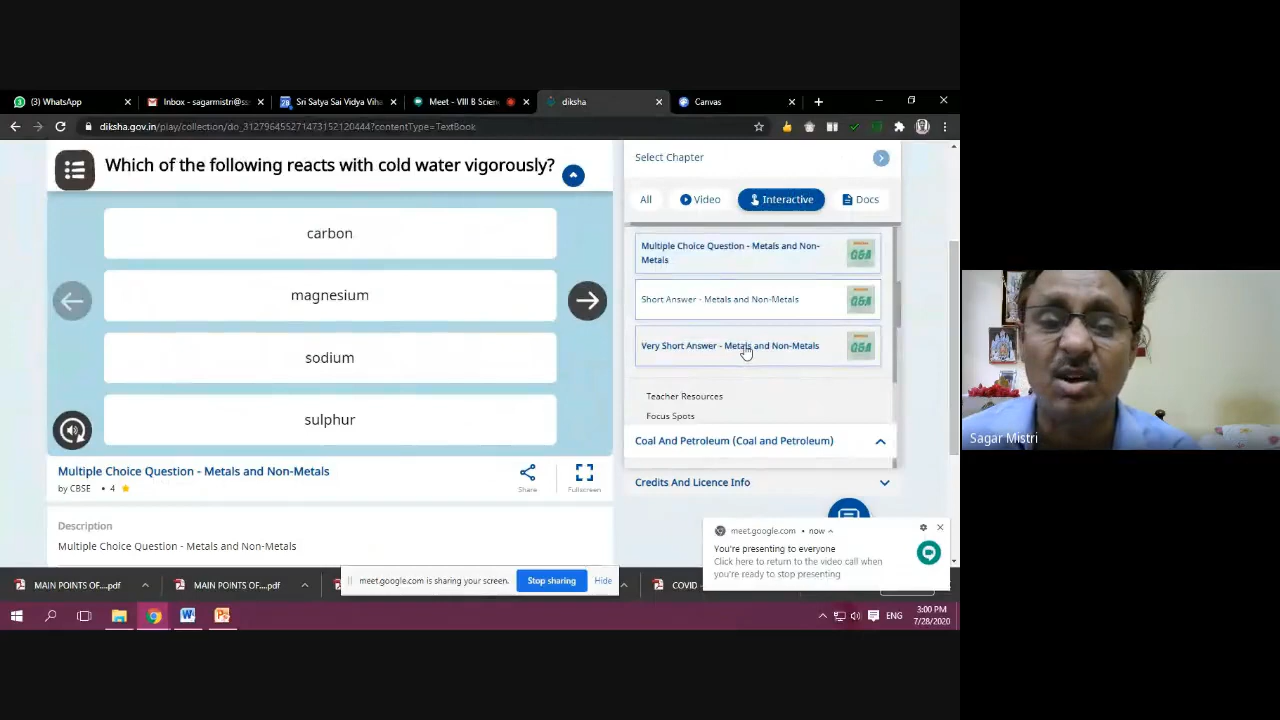 (3) WhatsApp
Inbox - sagarmistri@ss
Sri Satya Sai Vidya Viha
Meet - VIII B Scien
diksha
Canvas
diksha.gov.in/play/collection/do_31279645527147315212044​4?contentType=TextBook
Which of the following reacts with cold water vigorously?
carbon
magnesium
sodium
sulphur
Multiple Choice Question - Metals and Non-Metals
by CBSE • 4
Share
Fullscreen
Description
Multiple Choice Question - Metals and Non-Metals
Select Chapter
All
Video
Interactive
Docs
Multiple Choice Question - Metals and Non-
Metals
Q&A
Short Answer - Metals and Non-Metals
Q&A
Very Short Answer - Metals and Non-Metals
Q&A
Teacher Resources
Focus Spots
Coal And Petroleum (Coal and Petroleum)
Credits And Licence Info
meet.google.com • now
You're presenting to everyone
Click here to return to the video call when
you're ready to stop presenting
Sagar Mistri
MAIN POINTS OF....pdf
MAIN POINTS OF....pdf
meet.google.com is sharing your screen.
Stop sharing
Hide
COVID
ENG
3:00 PM
7/28/2020